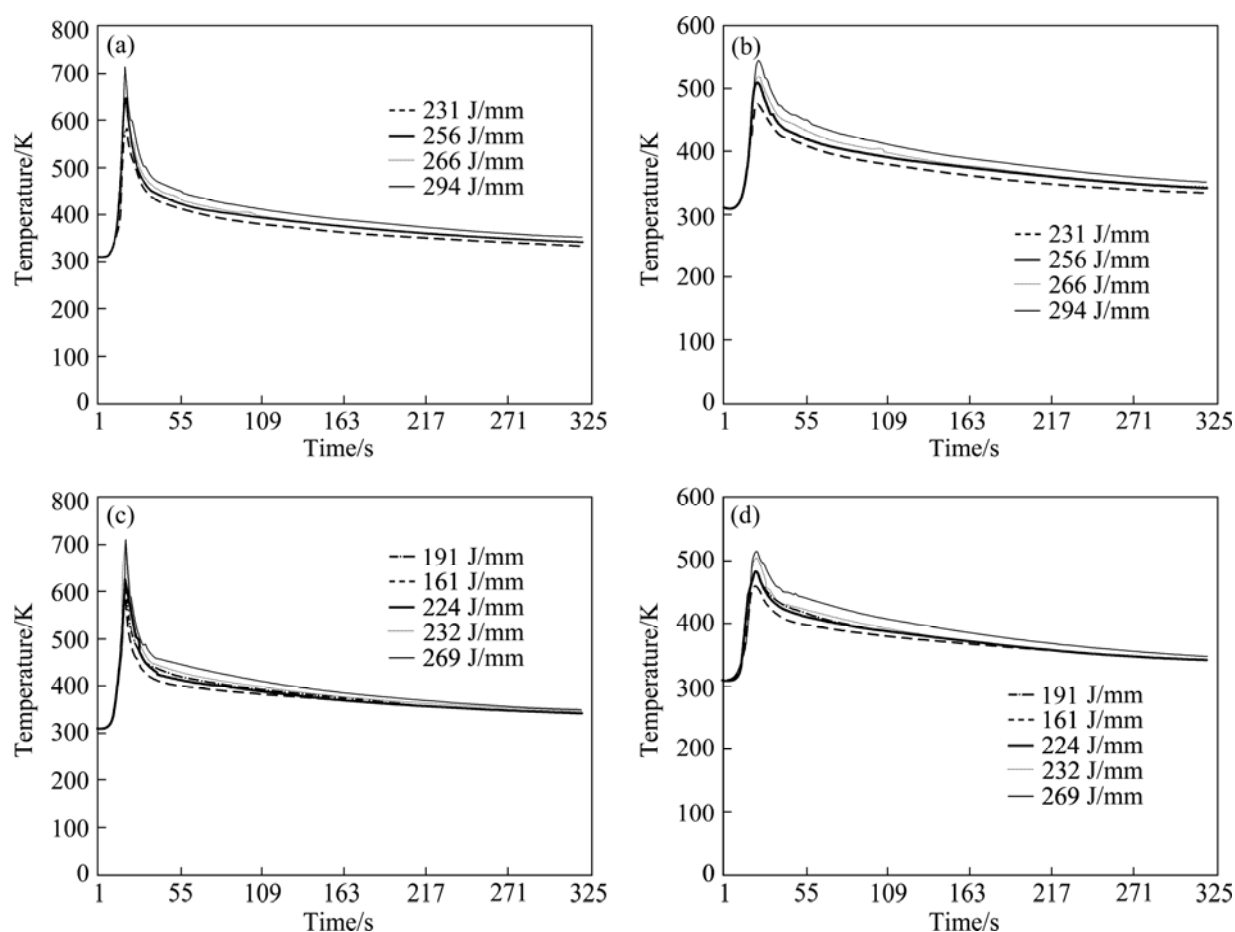 (a)
800
700
600
500
400
300
200
100
0
Temperature/K
231 J/mm
256 J/mm
266 J/mm
294 J/mm
1 55 109 163 217 271 325
Time/s
(b)
600
500
400
300
200
100
0
Temperature/K
231 J/mm
256 J/mm
266 J/mm
294 J/mm
1 55 109 163 217 271 325
Time/s
(c)
800
700
600
500
400
300
200
100
0
Temperature/K
191 J/mm
161 J/mm
224 J/mm
232 J/mm
269 J/mm
1 55 109 163 217 271 325
Time/s
(d)
600
500
400
300
200
100
0
Temperature/K
191 J/mm
161 J/mm
224 J/mm
232 J/mm
269 J/mm
1 55 109 163 217 271 325
Time/s